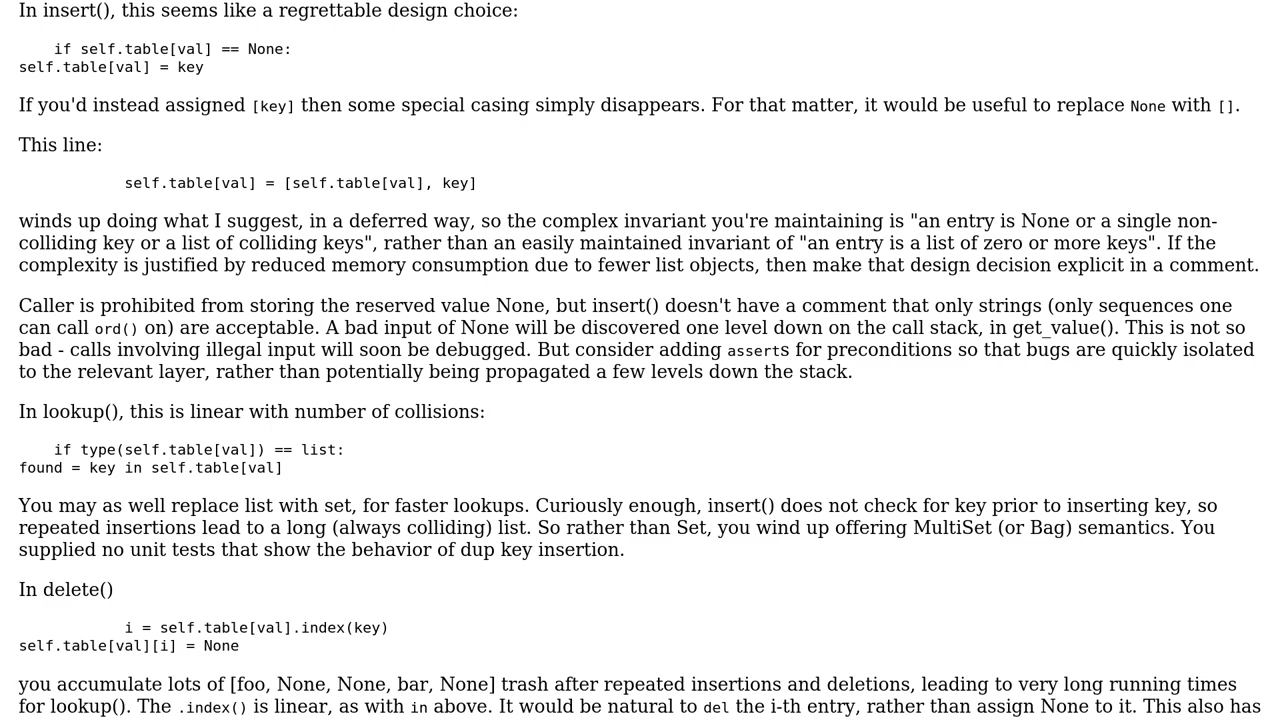 In insert(), this seems like a regrettable design choice:
if self.table[val] == None:
self.table[val] = key
If you'd instead assigned [key] then some special casing simply disappears. For that matter, it would be useful to replace None with [].
This line:
self.table[val] = [self.table[val], key]
winds up doing what I suggest, in a deferred way, so the complex invariant you're maintaining is "an entry is None or a single non-
colliding key or a list of colliding keys", rather than an easily maintained invariant of "an entry is a list of zero or more keys". If the
complexity is justified by reduced memory consumption due to fewer list objects, then make that design decision explicit in a comment.
Caller is prohibited from storing the reserved value None, but insert() doesn't have a comment that only strings (only sequences one
can call ord() on) are acceptable. A bad input of None will be discovered one level down on the call stack, in get_value(). This is not so
bad - calls involving illegal input will soon be debugged. But consider adding asserts for preconditions so that bugs are quickly isolated
to the relevant layer, rather than potentially being propagated a few levels down the stack.
In lookup(), this is linear with number of collisions:
if type(self.table[val]) == list:
found = key in self.table[val]
You may as well replace list with set, for faster lookups. Curiously enough, insert() does not check for key prior to inserting key, so
repeated insertions lead to a long (always colliding) list. So rather than Set, you wind up offering MultiSet (or Bag) semantics. You
supplied no unit tests that show the behavior of dup key insertion.
In delete()
i = self.table[val].index(key)
self.table[val][i] = None
you accumulate lots of [foo, None, None, bar, None] trash after repeated insertions and deletions, leading to very long running times
for lookup(). The .index() is linear, as with in above. It would be natural to del the i-th entry, rather than assign None to it. This also has